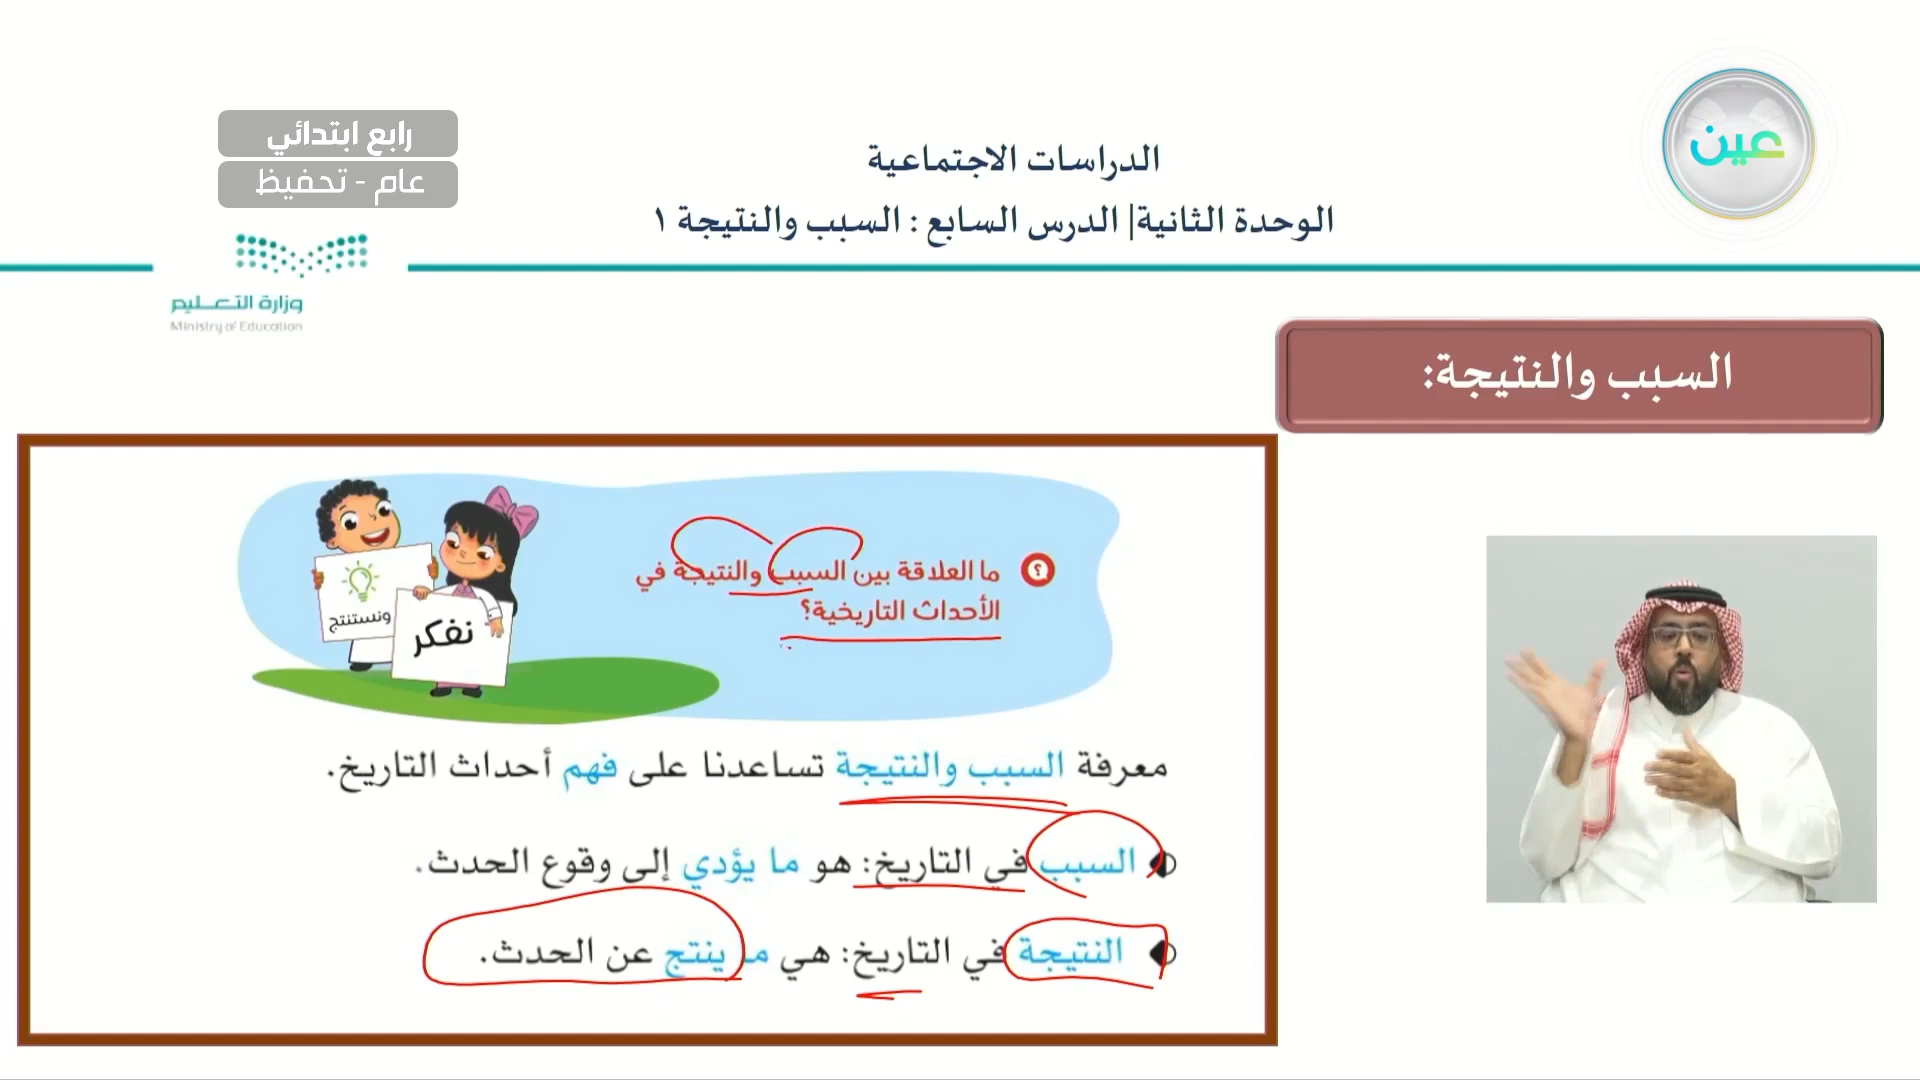 عين
رابع ابتدائي
عام - تحفيظ
الدراسات الاجتماعية
الوحدة الثانية| الدرس السابع : السبب والنتيجة ١
وزارة التعليم
Ministry of Education
السبب والنتيجة:
ما العلاقة بين السبب والنتيجة في
الأحداث التاريخية؟
نفكر
ونستنتج
معرفة السبب والنتيجة تساعدنا على فهم أحداث التاريخ.
السبب في التاريخ: هو ما يؤدي إلى وقوع الحدث.
النتيجة في التاريخ: هي ما ينتج عن الحدث.